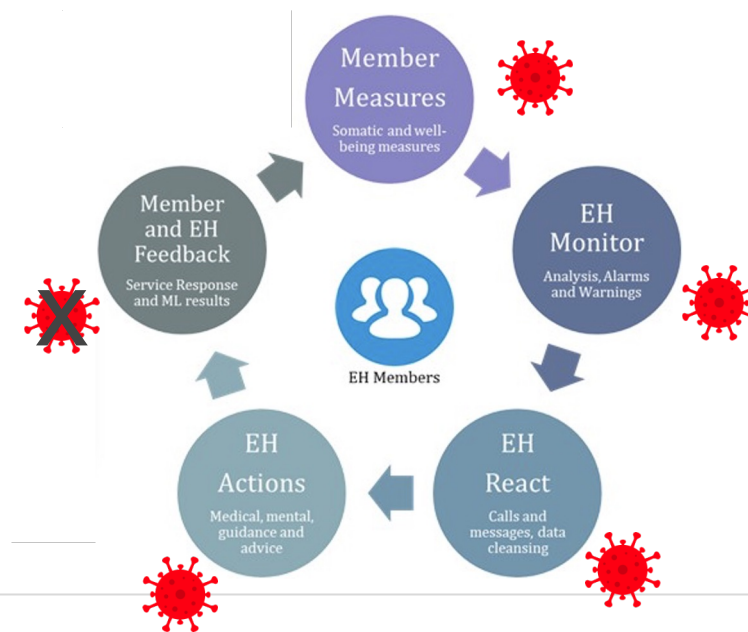 Member
Measures
Somatic and well-
being measures
EH
Monitor
Analysis, Alarms
and Warnings
EH
React
Calls and
messages, data
cleansing
EH
Actions
Medical, mental,
guidance and
advice
Member
and EH
Feedback
Service Response
and ML results
X
EH Members